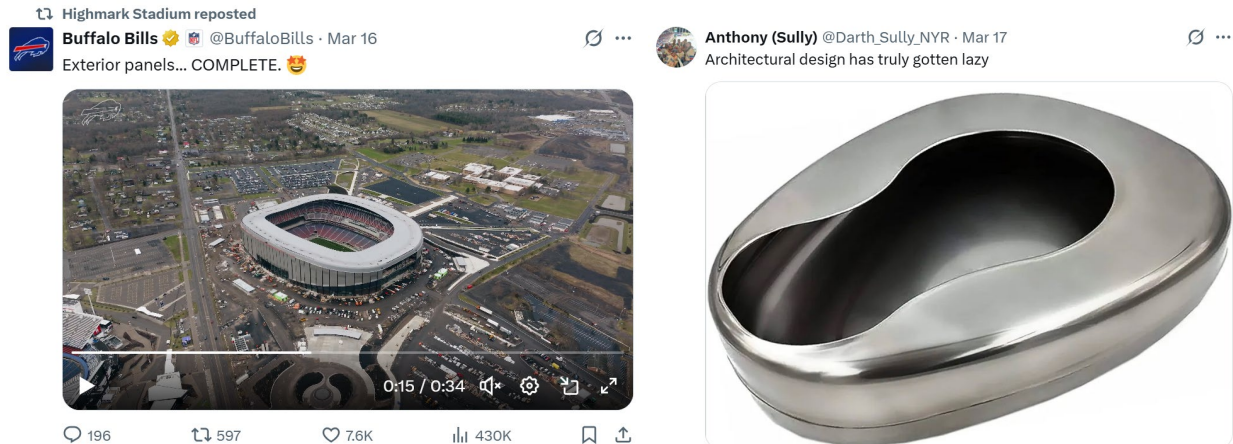 Highmark Stadium reposted
Buffalo Bills @BuffaloBills · Mar 16
Exterior panels... COMPLETE. 🤩
0:15 / 0:34
196 597 7.6K 430K
Anthony (Sully) @Darth_Sully_NYR · Mar 17
Architectural design has truly gotten lazy